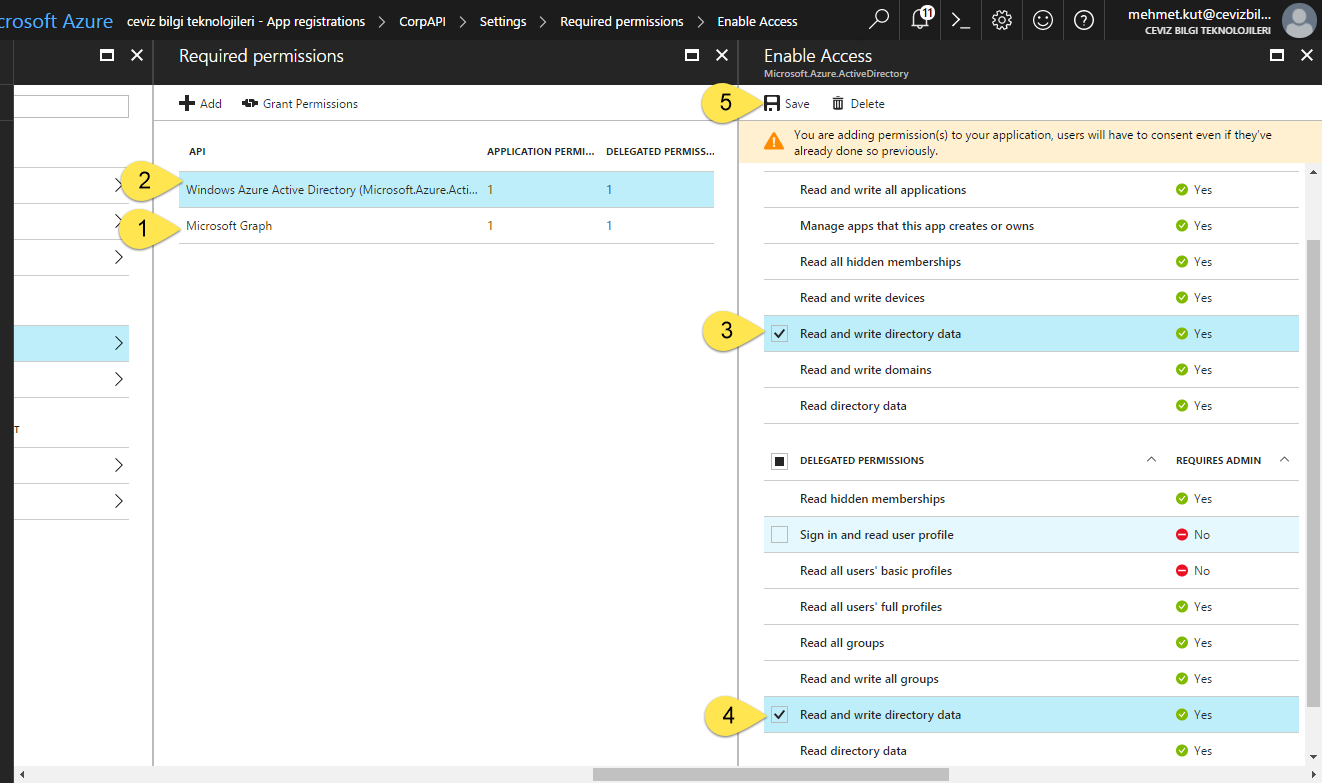 crosoft Azure ceviz bilgi teknolojileri - App registrations > CorpAPI > Settings > Required permissions > Enable Access
11
mehmet.kut@cevizbil...
CEVIZ BILGI TEKNOLOJILERI
Required permissions
Add Grant Permissions
API APPLICATION PERMI... DELEGATED PERMISS...
2 Windows Azure Active Directory (Microsoft.Azure.Acti... 1 1
1 Microsoft Graph 1 1
T
Enable Access
Microsoft.Azure.ActiveDirectory
5 Save Delete
You are adding permission(s) to your application, users will have to consent even if they've
already done so previously.
Read and write all applications Yes
Manage apps that this app creates or owns Yes
Read all hidden memberships Yes
Read and write devices Yes
3 Read and write directory data Yes
Read and write domains Yes
Read directory data Yes
DELEGATED PERMISSIONS REQUIRES ADMIN
Read hidden memberships Yes
Sign in and read user profile No
Read all users' basic profiles No
Read all users' full profiles Yes
Read all groups Yes
Read and write all groups Yes
4 Read and write directory data Yes
Read directory data Yes